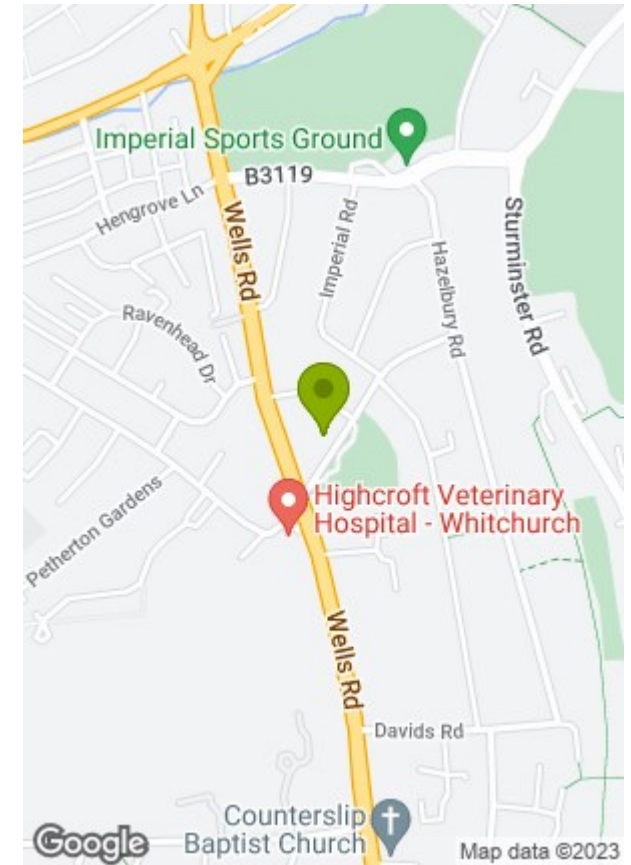 Imperial Sports Ground
B3119
Hengrove Ln
Wells Rd
Imperial Rd
Sturminster Rd
Hazelbury Rd
Ravenhead Dr
Highcroft Veterinary
Hospital - Whitchurch
Petherton Gardens
Wells Rd
Davids Rd
Counterslip
Baptist Church
Google
Map data ©2023